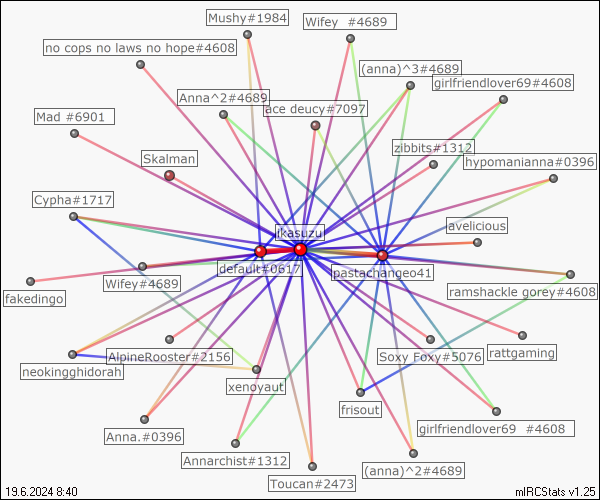 Mushy#1984
Wifey  #4689
no cops no laws no hope#4608
(anna)^3#4689
girlfriendlover69#4608
Anna^2#4689
ace deucy#7097
Mad #6901
zibbits#1312
Skalman
hypomanianna#0396
Cypha#1717
avelicious
ikasuzu
default#0617
pastachangeo41
fakedingo
Wifey#4689
ramshackle gorey#4608
rattgaming
AlpineRooster#2156
Soxy Foxy#5076
neokingghidorah
xenoyaut
frisout
Anna.#0396
girlfriendlover69  #4608
Annarchist#1312
(anna)^2#4689
Toucan#2473
19.6.2024 8:40
mIRCStats v1.25